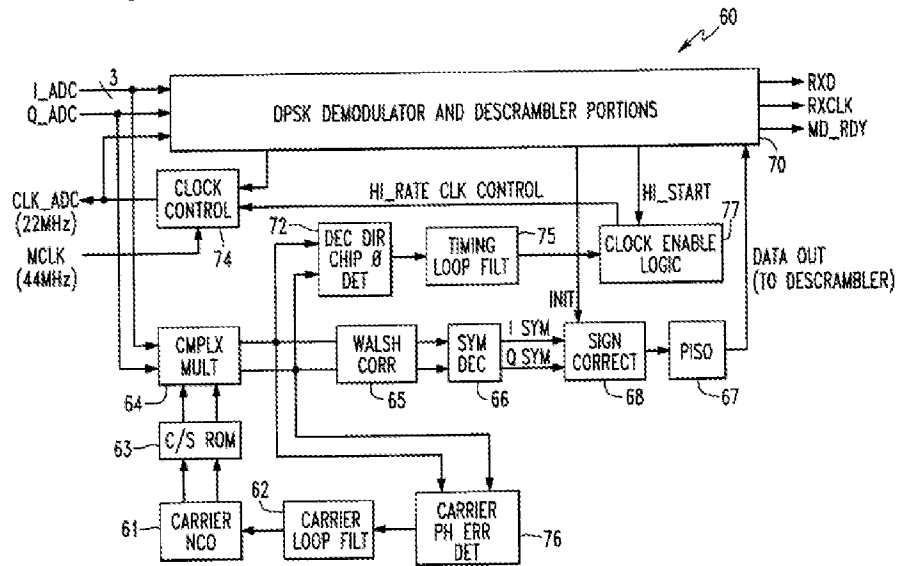 60
3
I_ADC
Q_ADC
DPSK DEMODULATOR AND DESCRAMBLER PORTIONS
RXD
RXCLK
MD_RDY
70
CLK_ADC
(22MHz)
MCLK
(44MHz)
CLOCK
CONTROL
74
HI_RATE CLK CONTROL
HI_START
72
DEC DIR
CHIP Ø
DET
75
TIMING
LOOP FILT
77
CLOCK ENABLE
LOGIC
DATA OUT
(TO DESCRAMBLER)
INIT
CMPLX
MULT
64
WALSH
CORR
65
SYM
DEC
66
I SYM
Q SYM
SIGN
CORRECT
68
PISO
67
63
C/S ROM
61
CARRIER
NCO
62
CARRIER
LOOP FILT
CARRIER
PH ERR
DET
76